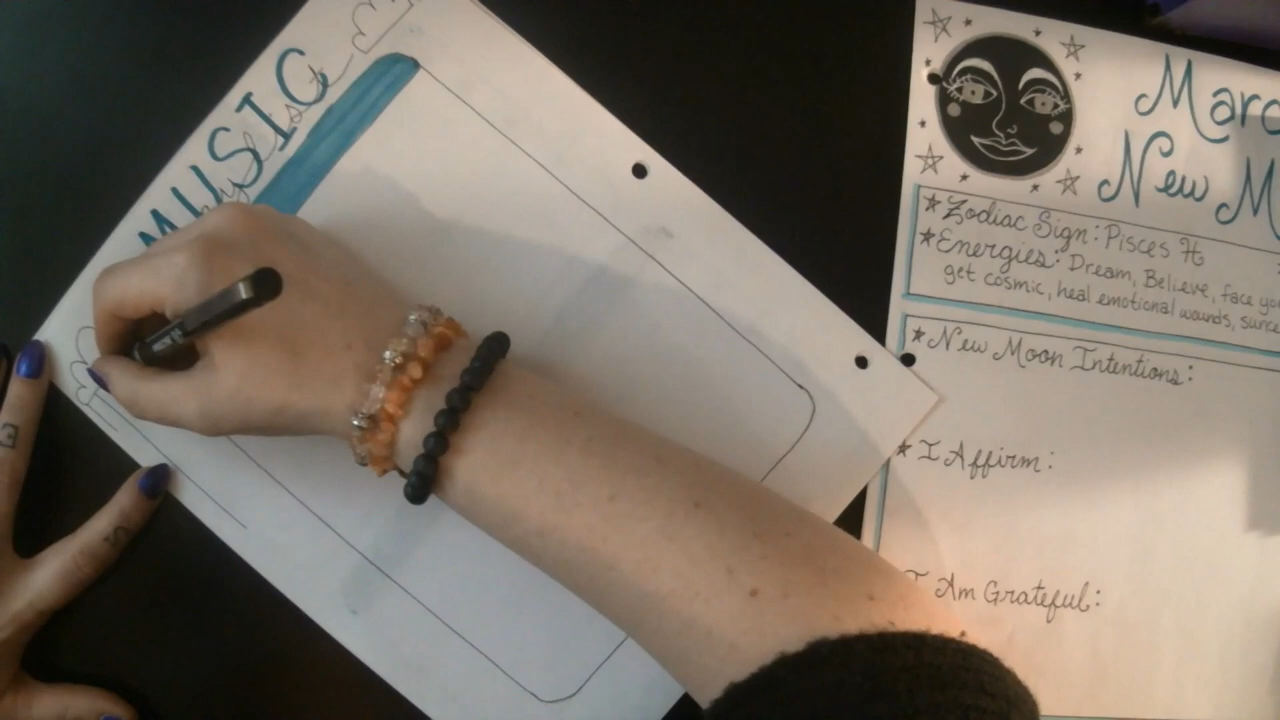 MUSIC
playlist
Marc
New M
★Zodiac Sign: Pisces ♓
★Energies: Dream, Believe, face yo
get cosmic, heal emotional wounds,
★New Moon Intentions:
★I Affirm:
I Am Grateful: